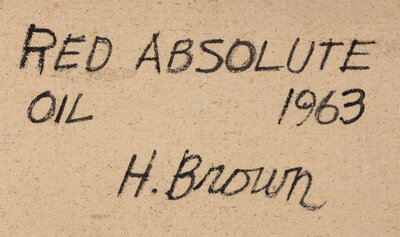 RED ABSOLUTE
OIL 1963
H. Brown